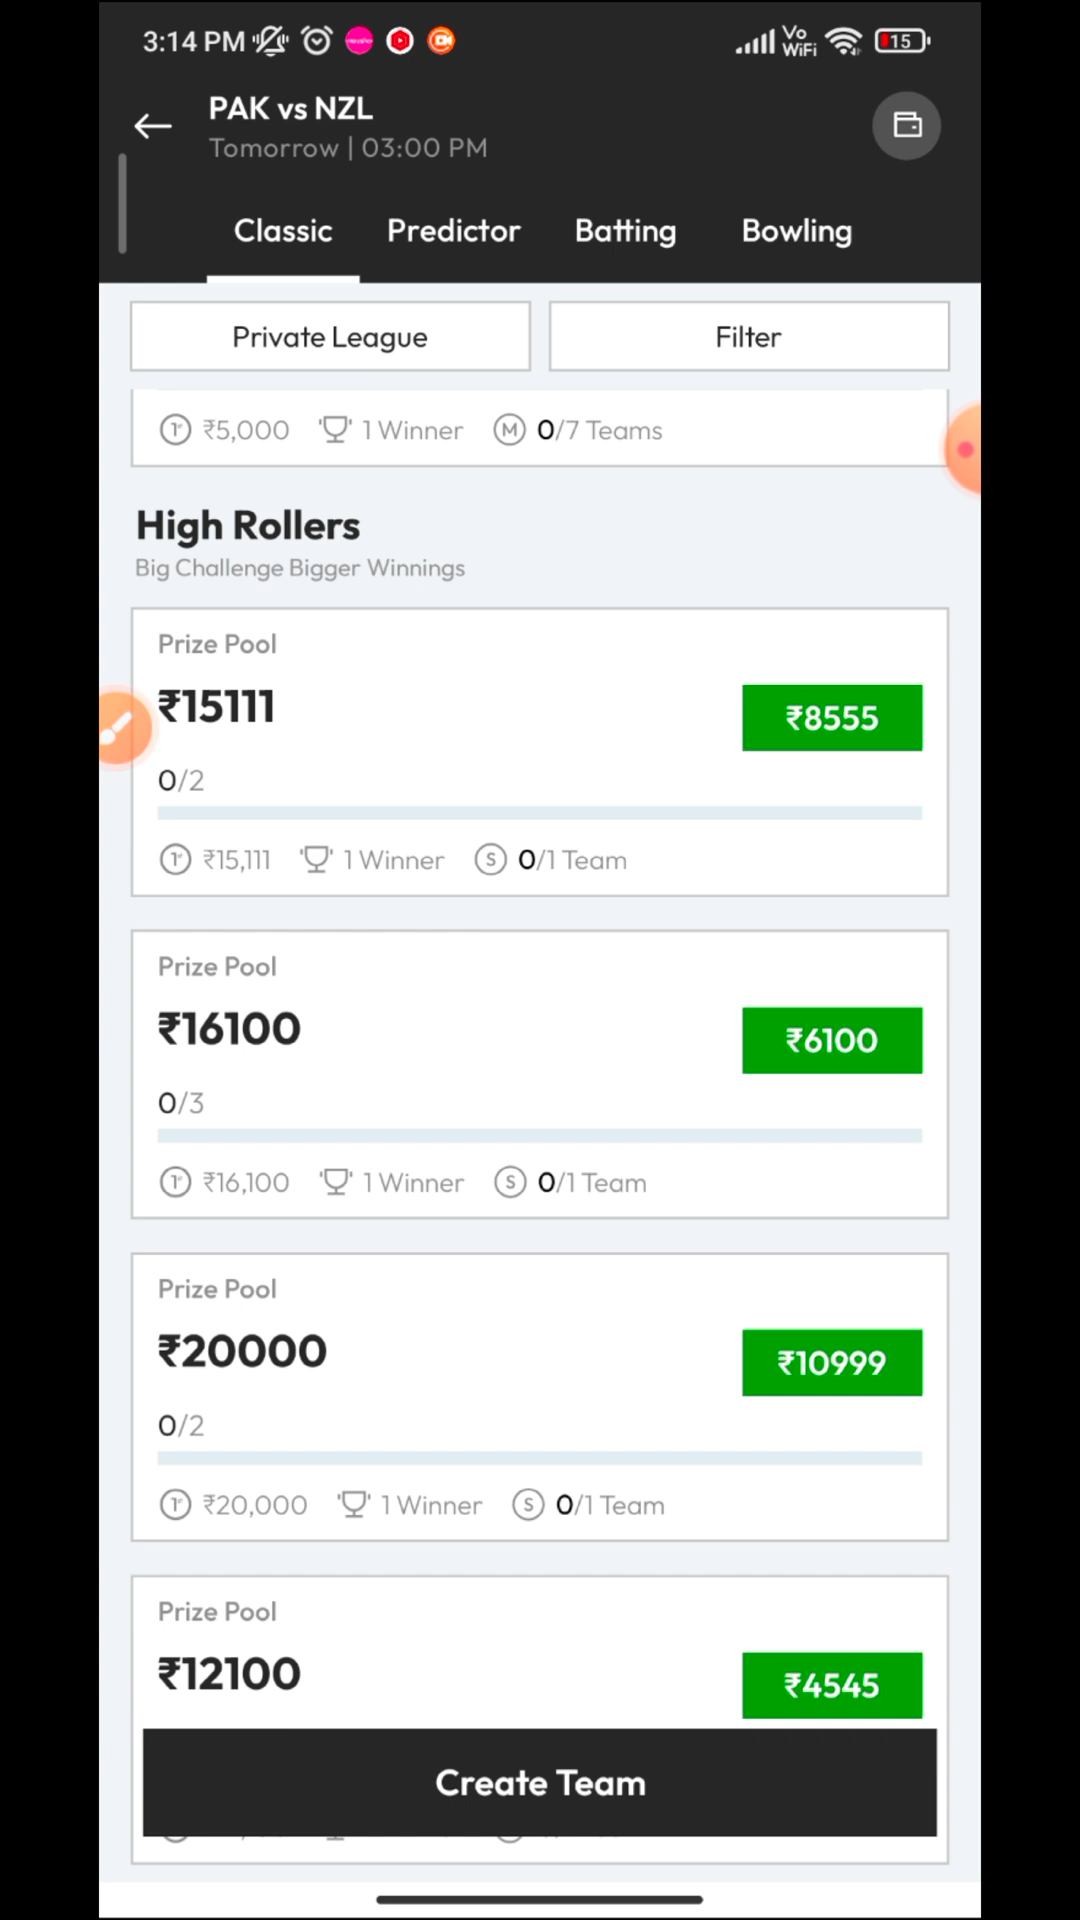 3:14 PM
Vo
WiFi
15
PAK vs NZL
Tomorrow | 03:00 PM
Classic Predictor Batting Bowling
Private League Filter
1st ₹5,000 1 Winner M 0/7 Teams
High Rollers
Big Challenge Bigger Winnings
Prize Pool
₹15111 ₹8555
0/2
1st ₹15,111 1 Winner S 0/1 Team
Prize Pool
₹16100 ₹6100
0/3
1st ₹16,100 1 Winner S 0/1 Team
Prize Pool
₹20000 ₹10999
0/2
1st ₹20,000 1 Winner S 0/1 Team
Prize Pool
₹12100 ₹4545
Create Team